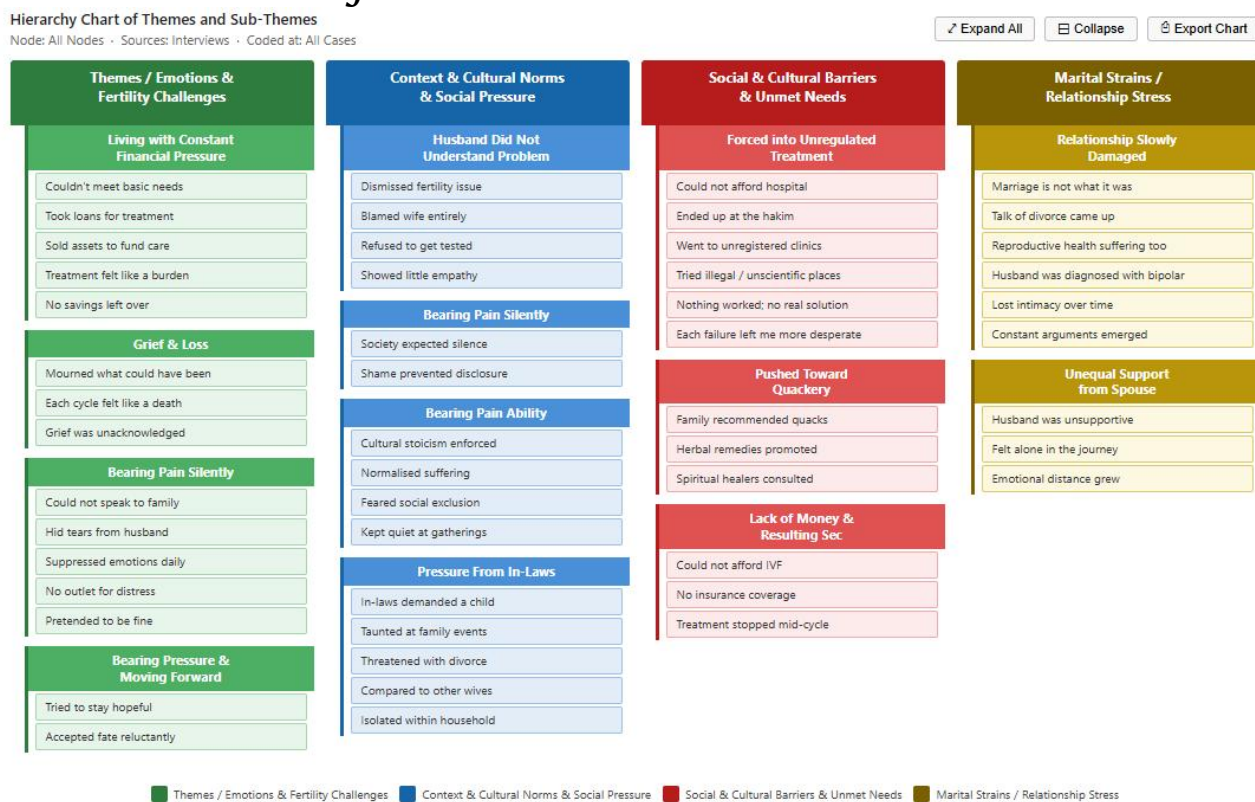 Hierarchy Chart of Themes and Sub-Themes
Node: All Nodes · Sources: Interviews · Coded at: All Cases
Expand All
Collapse
Export Chart
Themes / Emotions &
Fertility Challenges
Living with Constant
Financial Pressure
Couldn't meet basic needs
Took loans for treatment
Sold assets to fund care
Treatment felt like a burden
No savings left over
Grief & Loss
Mourned what could have been
Each cycle felt like a death
Grief was unacknowledged
Bearing Pain Silently
Could not speak to family
Hid tears from husband
Suppressed emotions daily
No outlet for distress
Pretended to be fine
Bearing Pressure &
Moving Forward
Tried to stay hopeful
Accepted fate reluctantly
Context & Cultural Norms
& Social Pressure
Husband Did Not
Understand Problem
Dismissed fertility issue
Blamed wife entirely
Refused to get tested
Showed little empathy
Bearing Pain Silently
Society expected silence
Shame prevented disclosure
Bearing Pain Ability
Cultural stoicism enforced
Normalised suffering
Feared social exclusion
Kept quiet at gatherings
Pressure From In-Laws
In-laws demanded a child
Taunted at family events
Threatened with divorce
Compared to other wives
Isolated within household
Social & Cultural Barriers
& Unmet Needs
Forced into Unregulated
Treatment
Could not afford hospital
Ended up at the hakim
Went to unregistered clinics
Tried illegal / unscientific places
Nothing worked; no real solution
Each failure left me more desperate
Pushed Toward
Quackery
Family recommended quacks
Herbal remedies promoted
Spiritual healers consulted
Lack of Money &
Resulting Sec
Could not afford IVF
No insurance coverage
Treatment stopped mid-cycle
Marital Strains /
Relationship Stress
Relationship Slowly
Damaged
Marriage is not what it was
Talk of divorce came up
Reproductive health suffering too
Husband was diagnosed with bipolar
Lost intimacy over time
Constant arguments emerged
Unequal Support
from Spouse
Husband was unsupportive
Felt alone in the journey
Emotional distance grew
Themes / Emotions & Fertility Challenges
Context & Cultural Norms & Social Pressure
Social & Cultural Barriers & Unmet Needs
Marital Strains / Relationship Stress